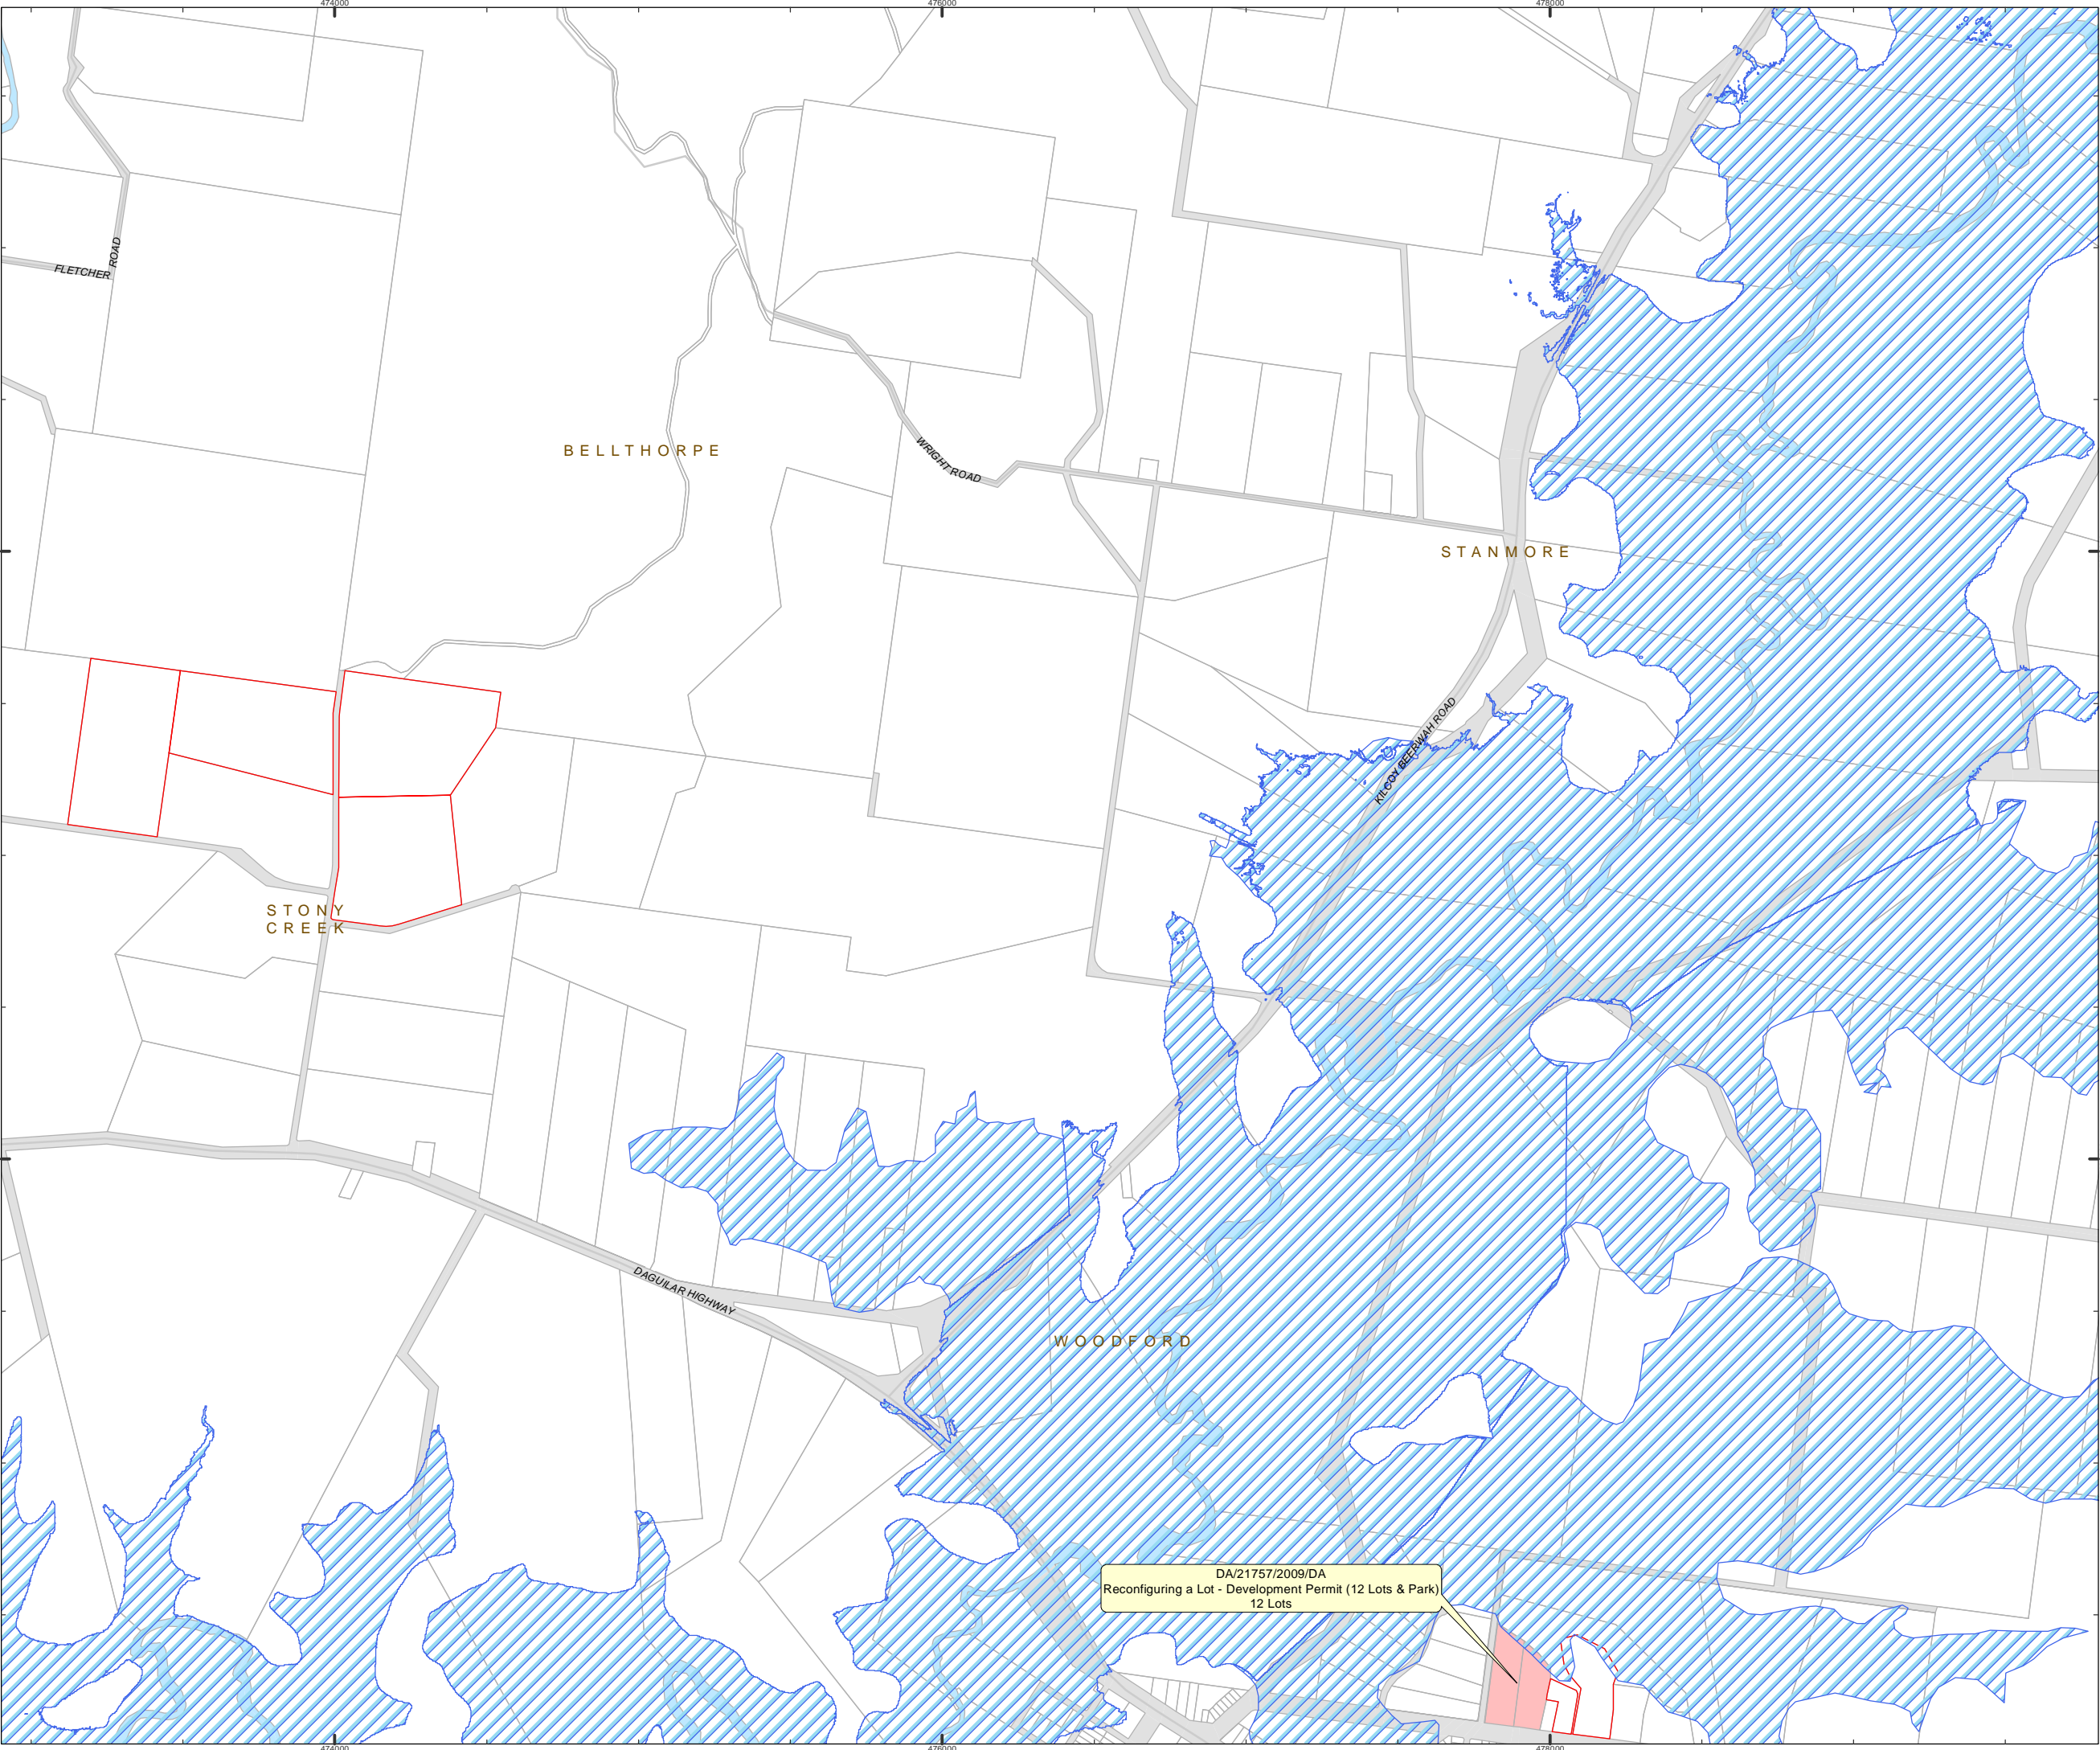 474000
476000
478000
FLETCHER ROAD
BELLTHORPE
WRIGHT ROAD
STANMORE
KILCOY BEERWAH ROAD
STONY
CREEK
DAGUILAR HIGHWAY
WOODFORD
DA/21757/2009/DA
Reconfiguring a Lot - Development Permit (12 Lots & Park)
12 Lots
474000
476000
478000